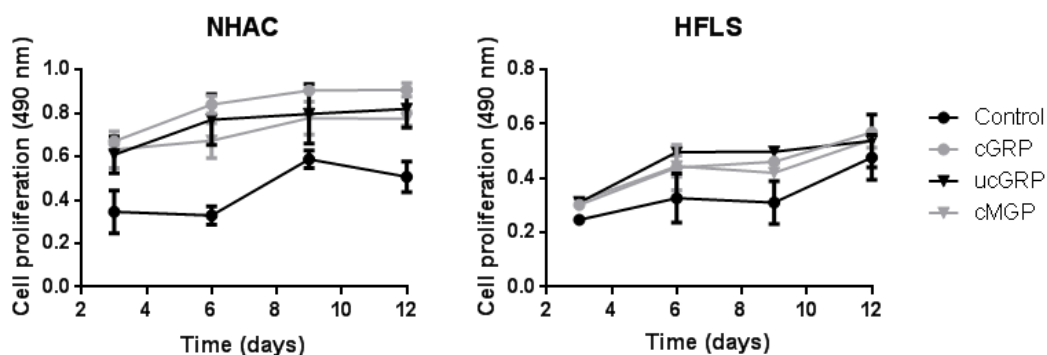 NHAC
Cell proliferation (490 nm)
1.0
0.8
0.6
0.4
0.2
0.0
2
4
6
8
10
12
Time (days)
HFLS
Cell proliferation (490 nm)
0.8
0.6
0.4
0.2
0.0
2
4
6
8
10
12
Time (days)
Control
cGRP
ucGRP
cMGP